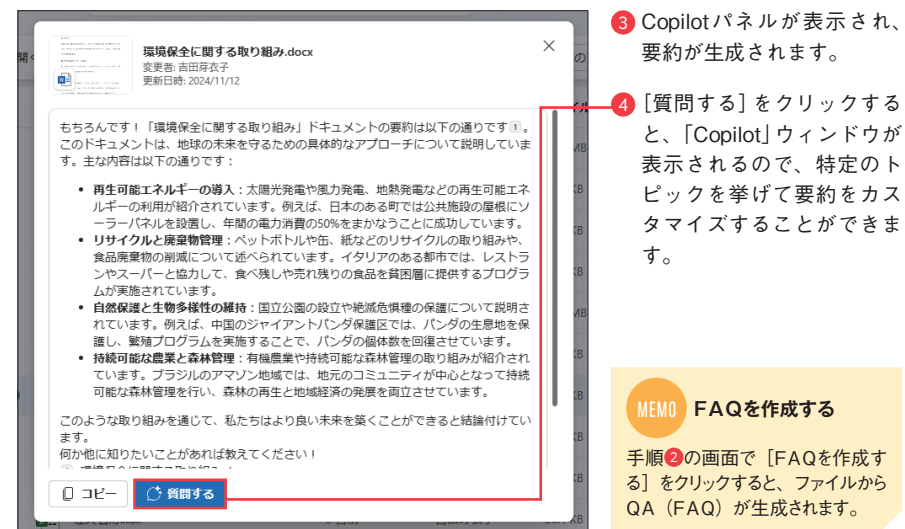 環境保全に関する取り組み.docx
変更者: 吉田芽衣子
更新日時: 2024/11/12
もちろんです！「環境保全に関する取り組み」ドキュメントの要約は以下の通りです 1 。
このドキュメントは、地球の未来を守るための具体的なアプローチについて説明していま
す。主な内容は以下の通りです：
• 再生可能エネルギーの導入：太陽光発電や風力発電、地熱発電などの再生可能エネ
ルギーの利用が紹介されています。例えば、日本のある町では公共施設の屋根にソ
ーラーパネルを設置し、年間の電力消費の50%をまかなうことに成功しています。
• リサイクルと廃棄物管理：ペットボトルや缶、紙などのリサイクルの取り組みや、
食品廃棄物の削減について述べられています。イタリアのある都市では、レストラ
ンやスーパーと協力して、食べ残しや売れ残りの食品を貧困層に提供するプログラ
ムが実施されています。
• 自然保護と生物多様性の維持：国立公園の設立や絶滅危惧種の保護について説明さ
れています。例えば、中国のジャイアントパンダ保護区では、パンダの生息地を保
護し、繁殖プログラムを実施することで、パンダの個体数を回復させています。
• 持続可能な農業と森林管理：有機農業や持続可能な森林管理の取り組みが紹介され
ています。ブラジルのアマゾン地域では、地元のコミュニティが中心となって持続
可能な森林管理を行い、森林の再生と地域経済の発展を両立させています。
このような取り組みを通じて、私たちはより良い未来を築くことができると結論付けてい
ます。
何か他に知りたいことがあれば教えてください！
コピー
質問する
3 Copilotパネルが表示され、
要約が生成されます。
4 ［質問する］をクリックする
と、「Copilot」ウィンドウが
表示されるので、特定のト
ピックを挙げて要約をカス
タマイズすることができま
す。
MEMO FAQを作成する
手順2の画面で［FAQを作成す
る］をクリックすると、ファイルから
QA（FAQ）が生成されます。